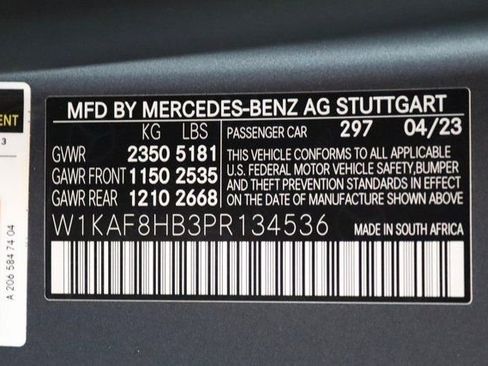 MFD BY MERCEDES-BENZ AG STUTTGART
KG LBS
PASSENGER CAR 297 04/23
GVWR 2350 5181
GAWR FRONT 1150 2535
GAWR REAR 1210 2668
THIS VEHICLE CONFORMS TO ALL APPLICABLE
U.S. FEDERAL MOTOR VEHICLE SAFETY, BUMPER
AND THEFT PREVENTION STANDARDS IN EFFECT
ON THE DATE OF MANUFACTURE SHOWN ABOVE.
W1KAF8HB3PR134536
MADE IN SOUTH AFRICA
ENT
3
A 206 584 74 04